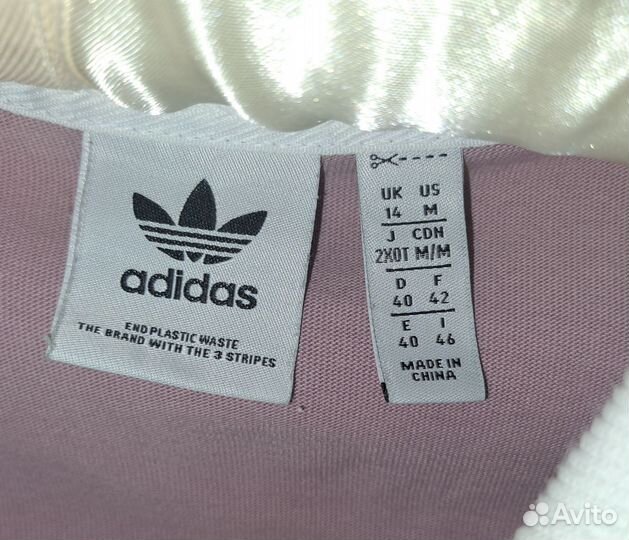 adidas
END PLASTIC WASTE
THE BRAND WITH THE 3 STRIPES
UK US
14 M
J CDN
2XOT M/M
D F
40 42
E I
40 46
MADE IN
CHINA
Avito